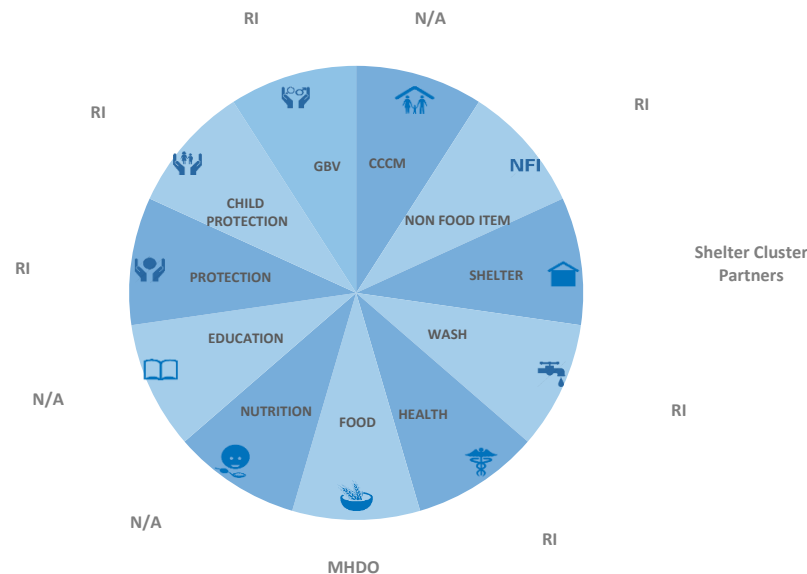 RI
N/A
RI
RI
GBV
CCCM
NFI
CHILD
PROTECTION
NON FOOD ITEM
RI
PROTECTION
SHELTER
Shelter Cluster
Partners
EDUCATION
WASH
N/A
NUTRITION
FOOD
HEALTH
RI
N/A
RI
MHDO